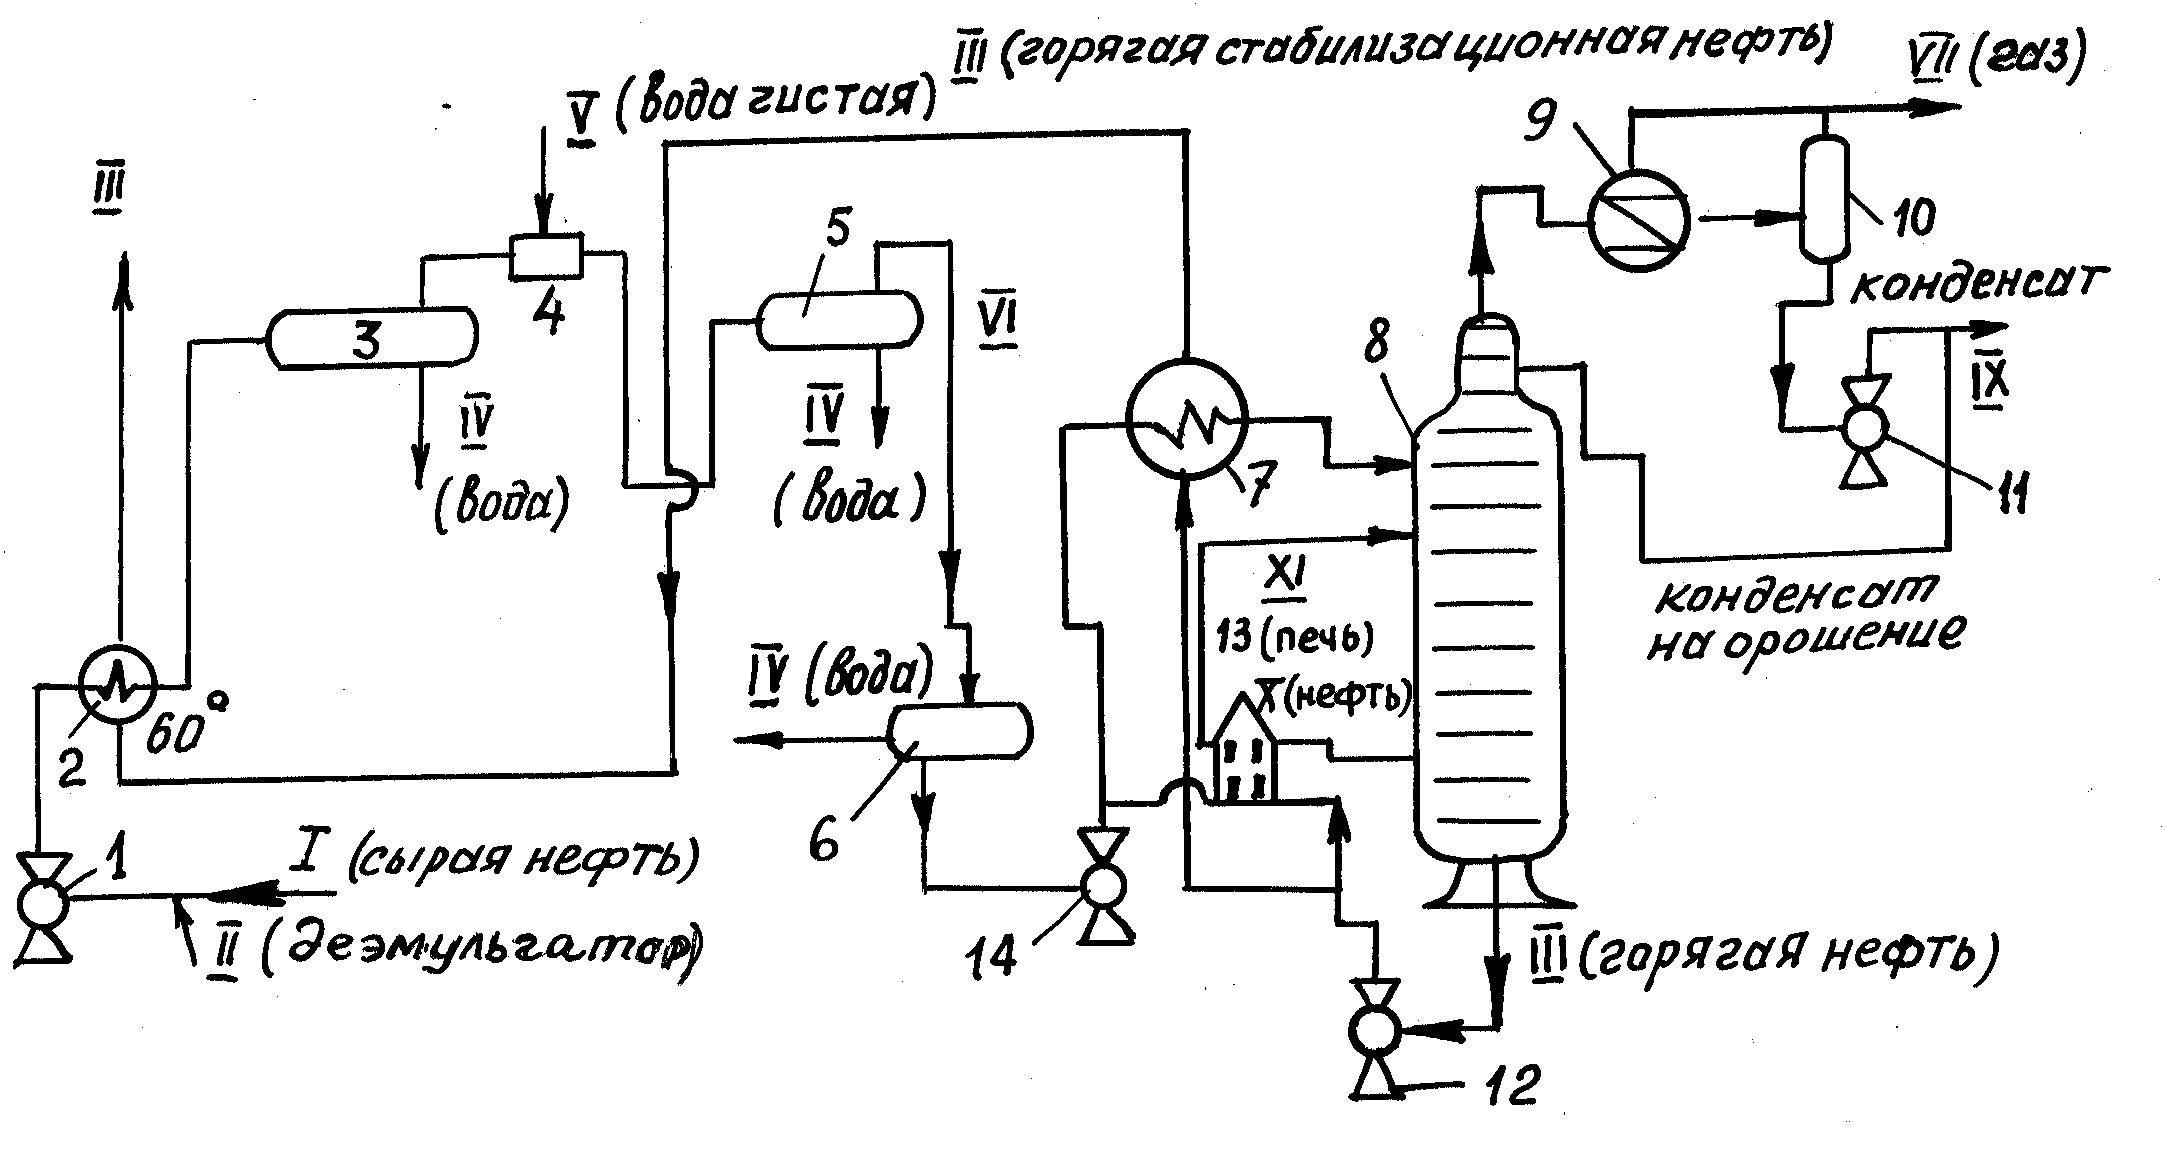 III (горягая стабилизационная нефть)
VII (газ)
V (вода гистая)
9
III
5
10
4
конденсат
VI
3
8
IX
IV
IV
(вода)
(вода)
7
11
XI
конденсат
на орошение
13 (печь)
IV (вода)
X (нефть)
60°
2
6
1
I (сырая нефть)
II (деэмульгатор)
14
III (горягая нефть)
12